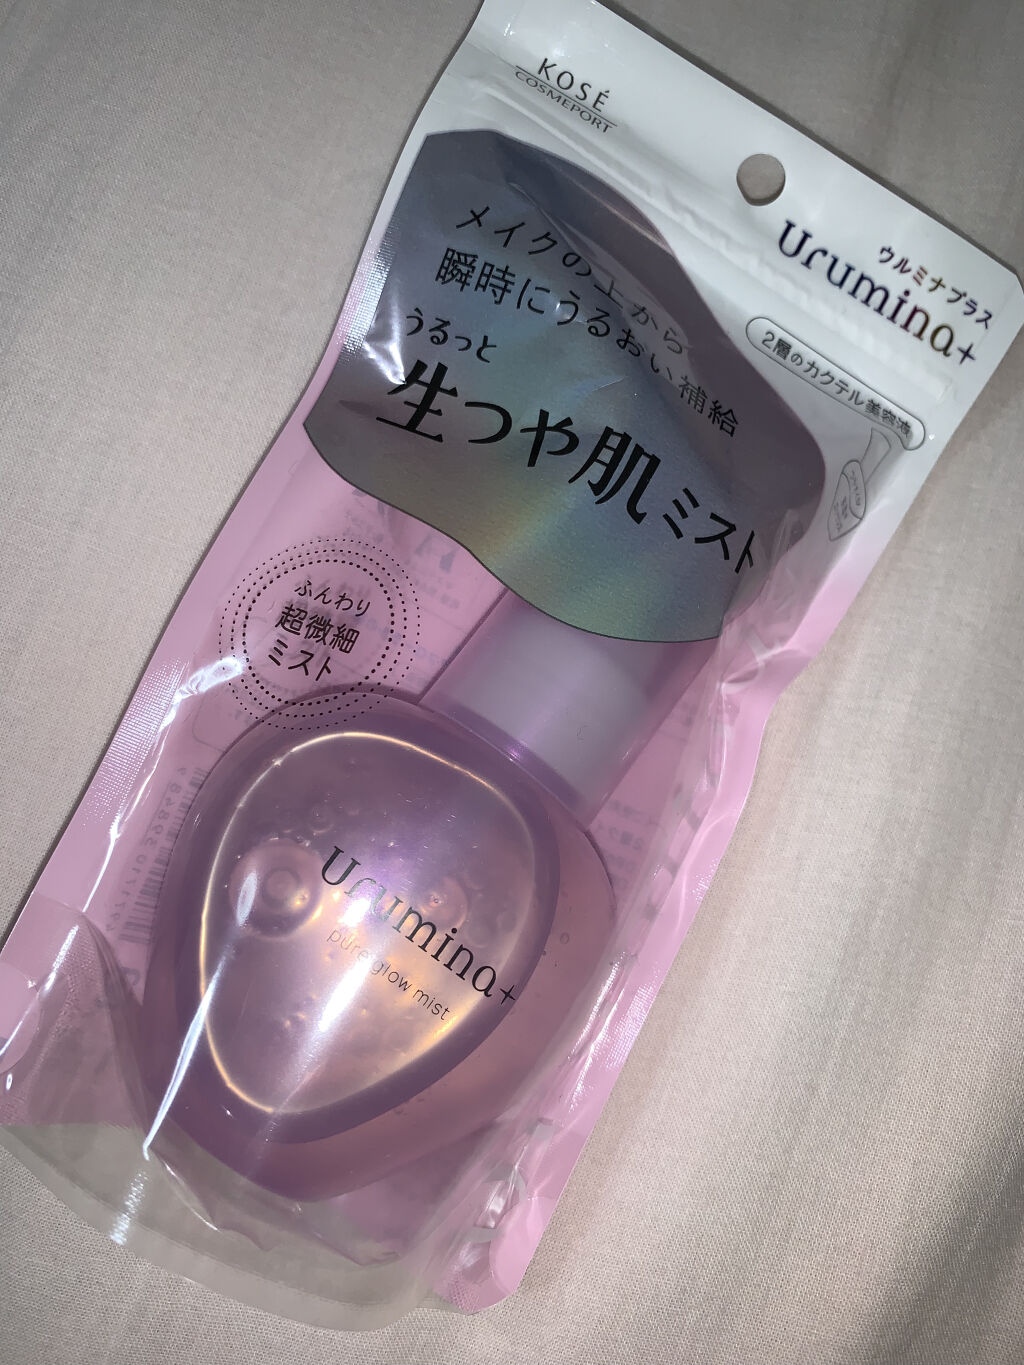 KOSÉ
COSMEPORT
ウルミナプラス
Urumina+
2層のカクテル美容液
メイクの上から
瞬時にうるおい補給
うるっと
生つや肌ミスト
ふんわり
超微細
ミスト
Urumina+
pure glow mist